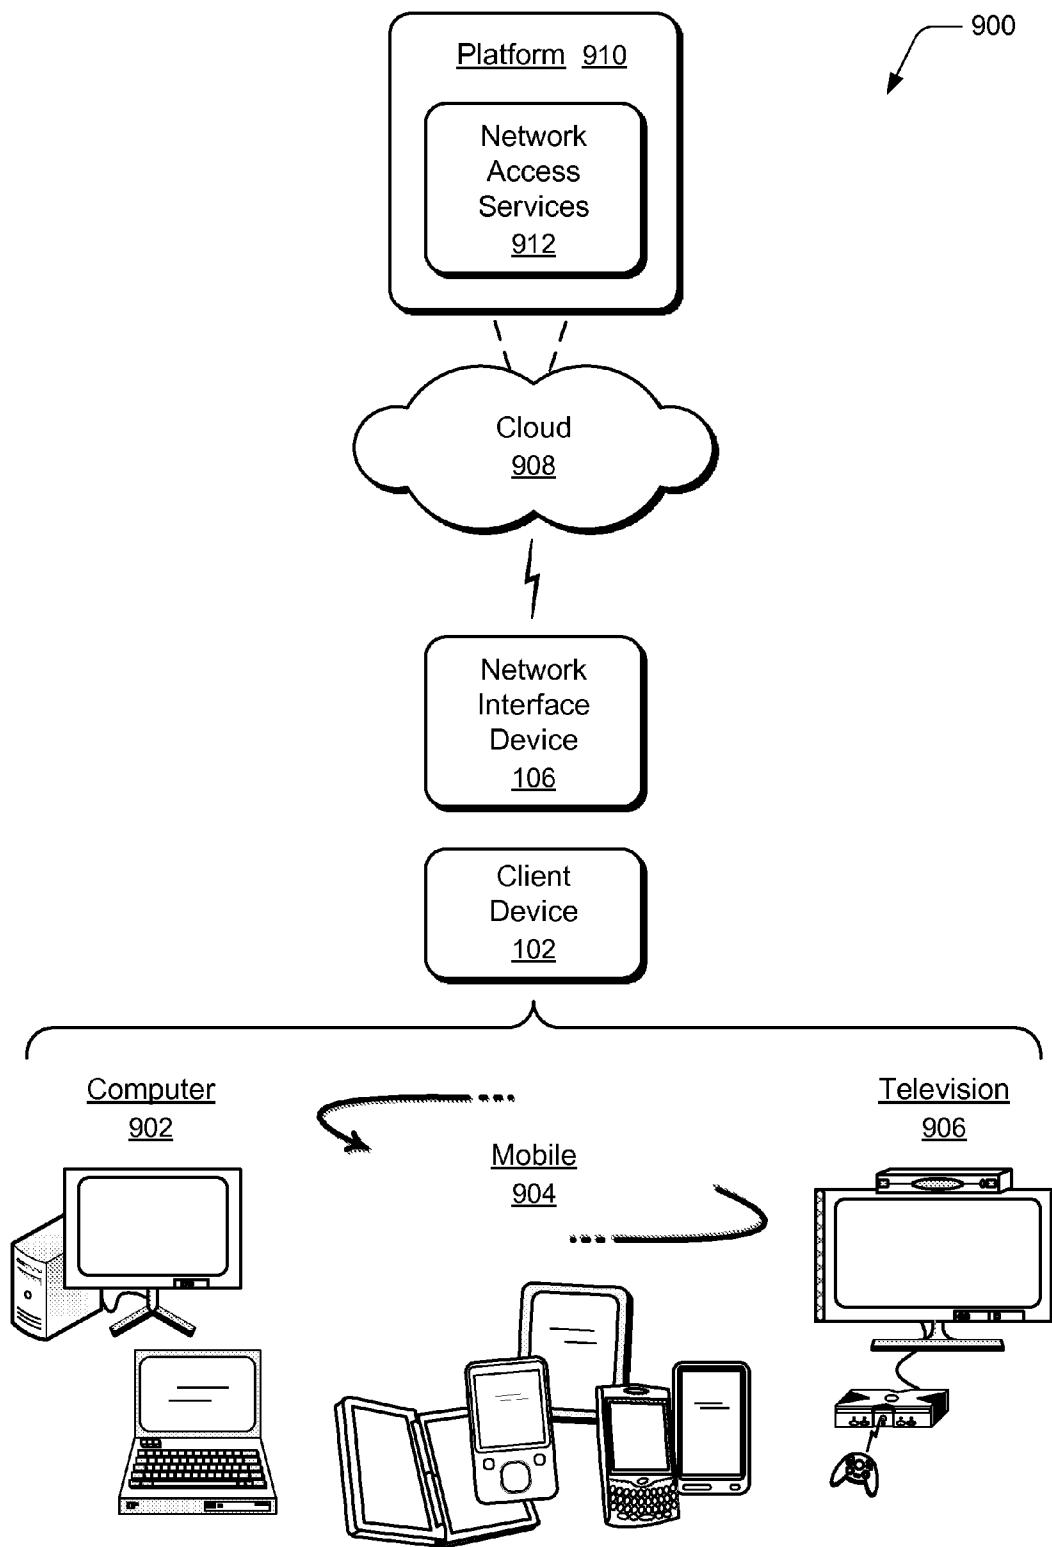 900
Platform 910
Network
Access
Services
912
Cloud
908
Network
Interface
Device
106
Client
Device
102
Computer
902
Mobile
904
Television
906